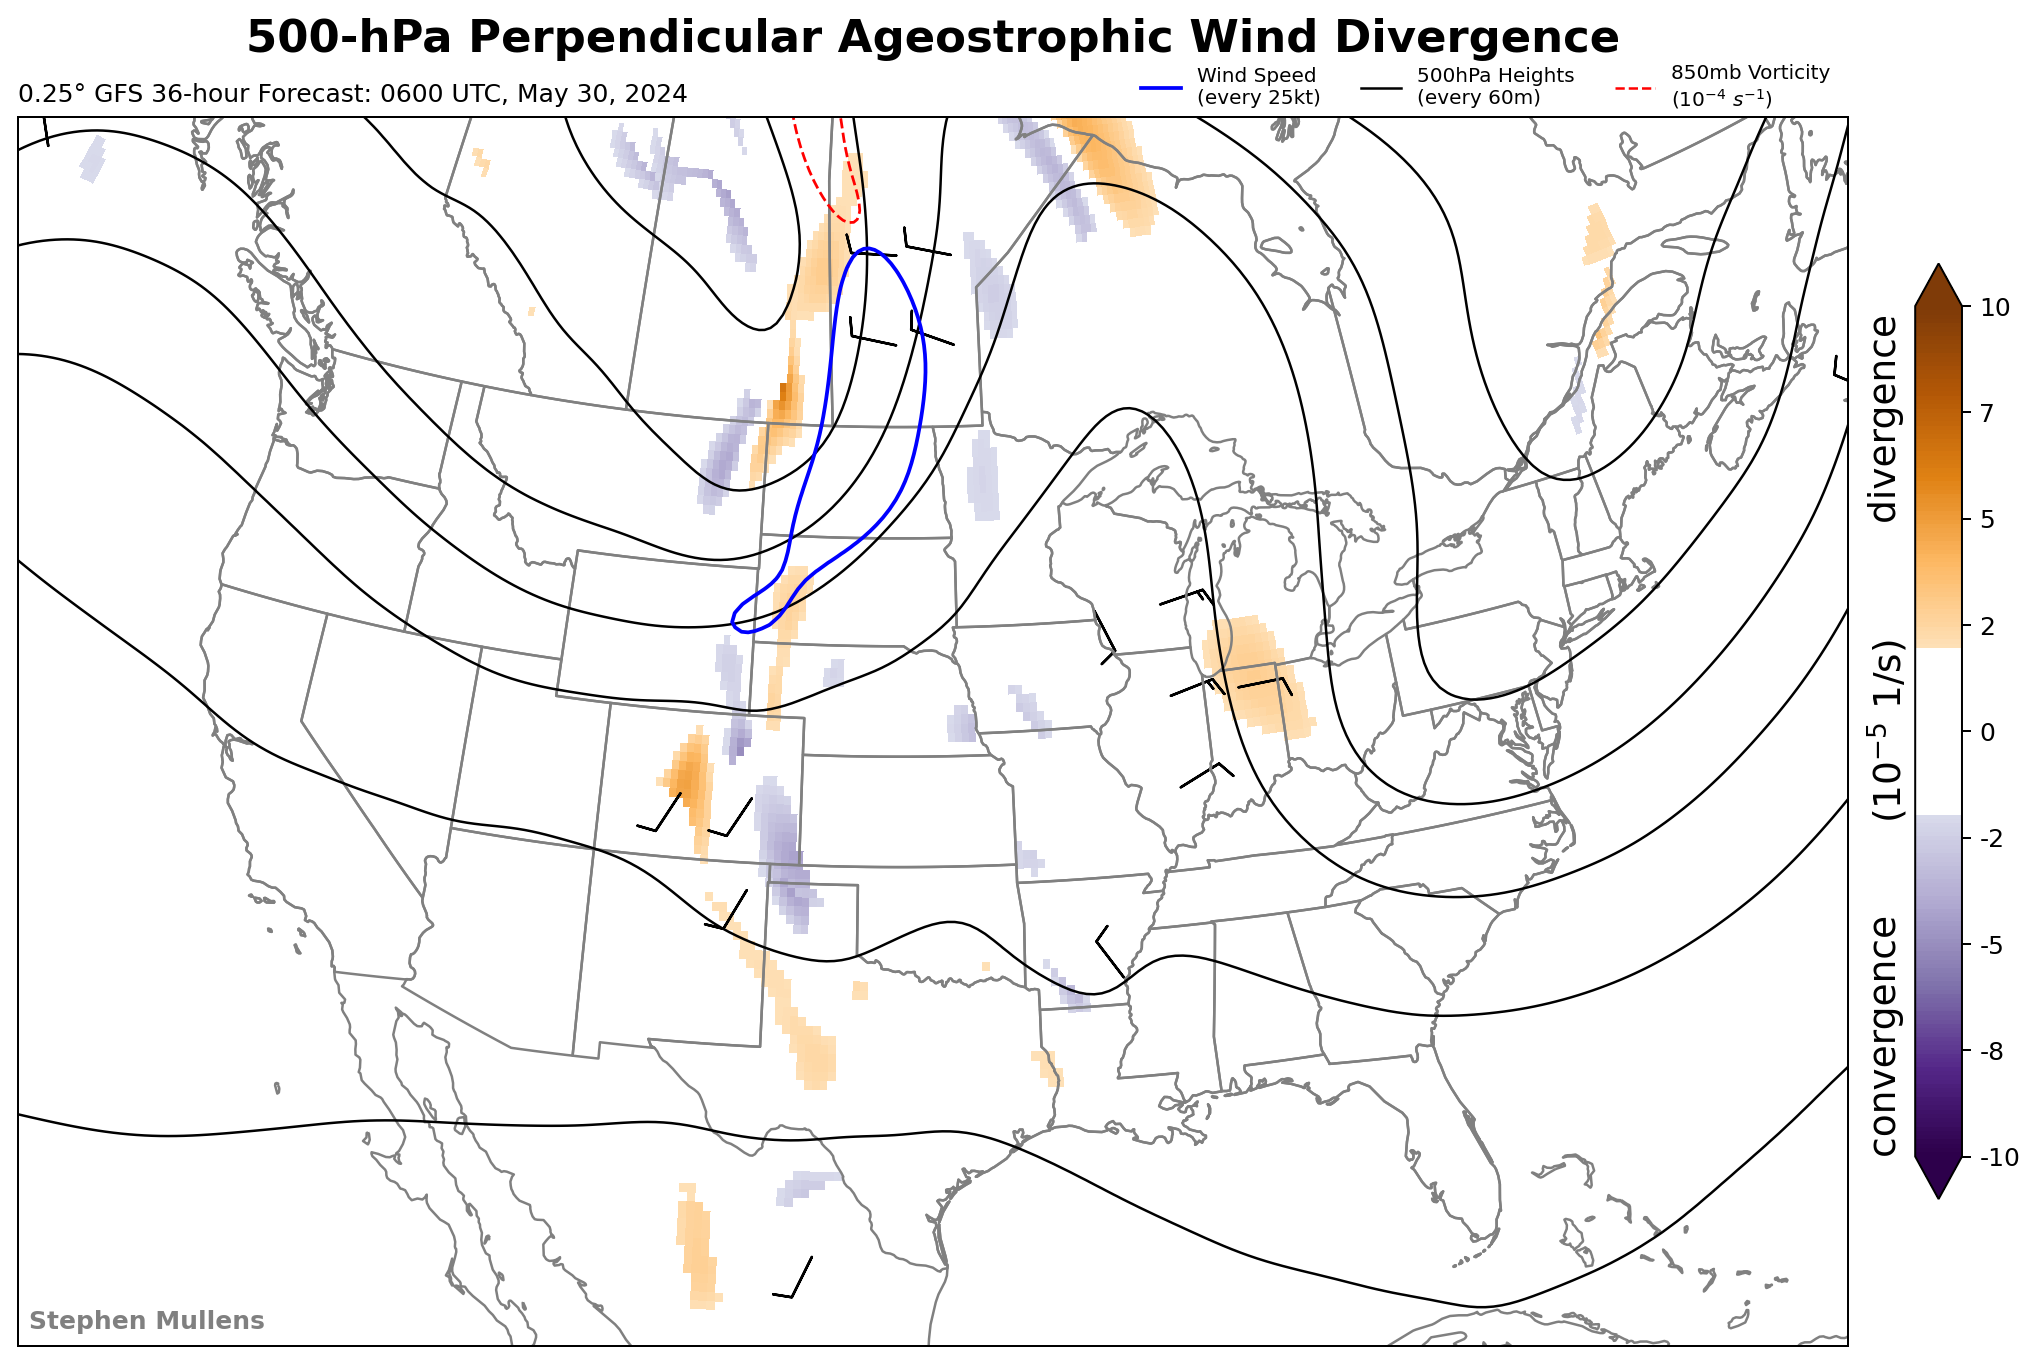 500-hPa Perpendicular Ageostrophic Wind Divergence
0.25° GFS 36-hour Forecast: 0600 UTC, May 30, 2024
Wind Speed
(every 25kt)
500hPa Heights
(every 60m)
850mb Vorticity
(10⁻⁴ s⁻¹)
10
7
5
2
0
-2
-5
-8
-10
convergence (10⁻⁵ 1/s) divergence
Stephen Mullens